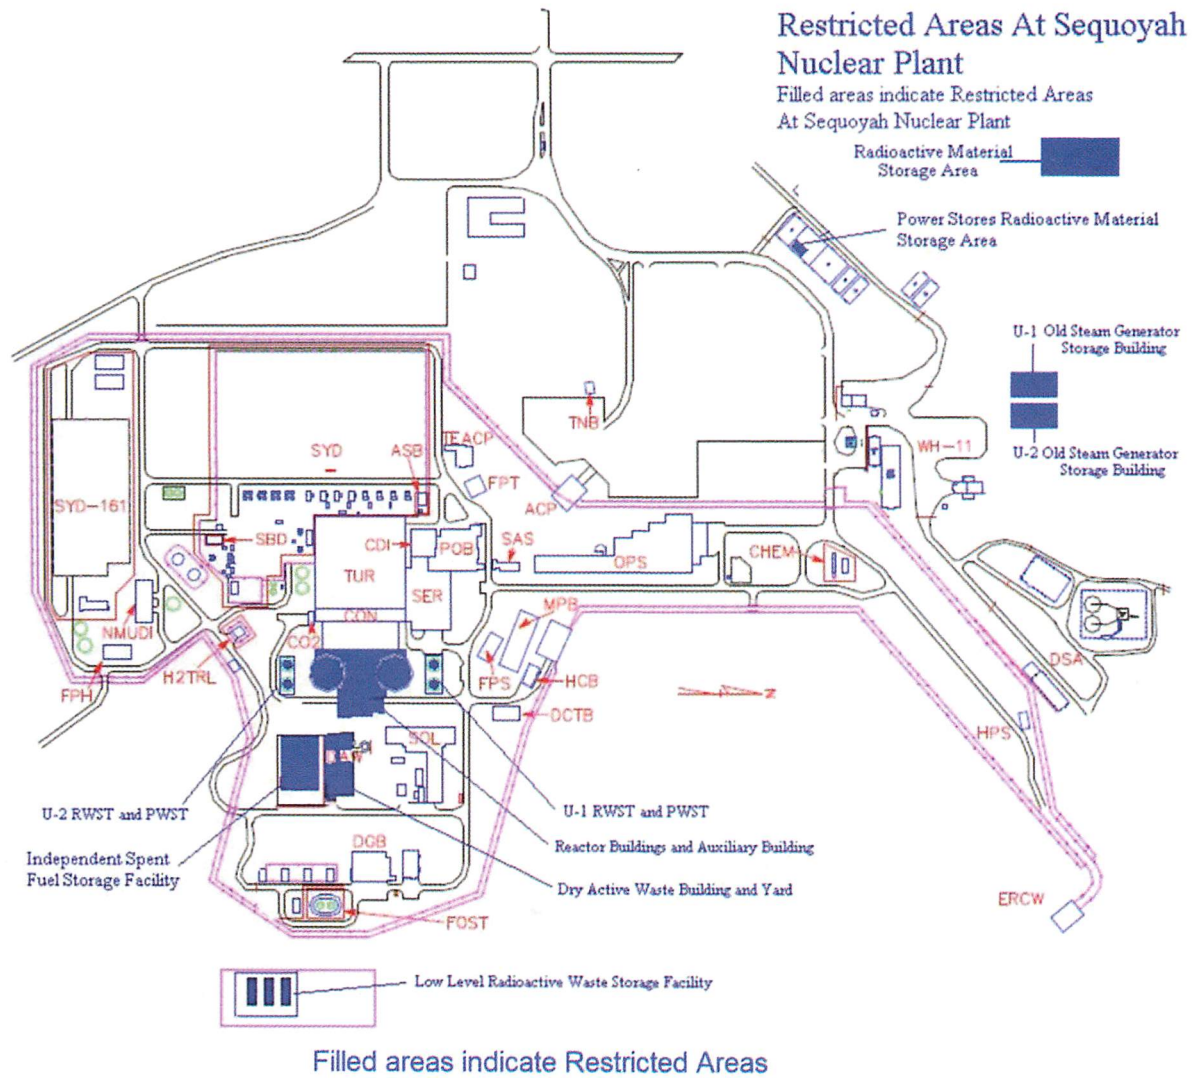 Restricted Areas At Sequoyah
Nuclear Plant
Filled areas indicate Restricted Areas
At Sequoyah Nuclear Plant
Radioactive Material
Storage Area
Power Stores Radioactive Material
Storage Area
U-1 Old Steam Generator
Storage Building
U-2 Old Steam Generator
Storage Building
TNB
WH-11
SYD
ASB
TEACP
FPT
ACP
SYD-161
SBD
CDI
POB
SAS
OPS
CHEM
TUR
SER
MPB
CON
CO2
NMUDI
H2TRL
FPH
FPS
HCB
DSA
N
DCTB
HPS
SOL
DAW
U-2 RWST and PWST
U-1 RWST and PWST
Reactor Buildings and Auxiliary Building
Independent Spent
Fuel Storage Facility
DGB
Dry Active Waste Building and Yard
FOST
ERCW
Low Level Radioactive Waste Storage Facility
Filled areas indicate Restricted Areas